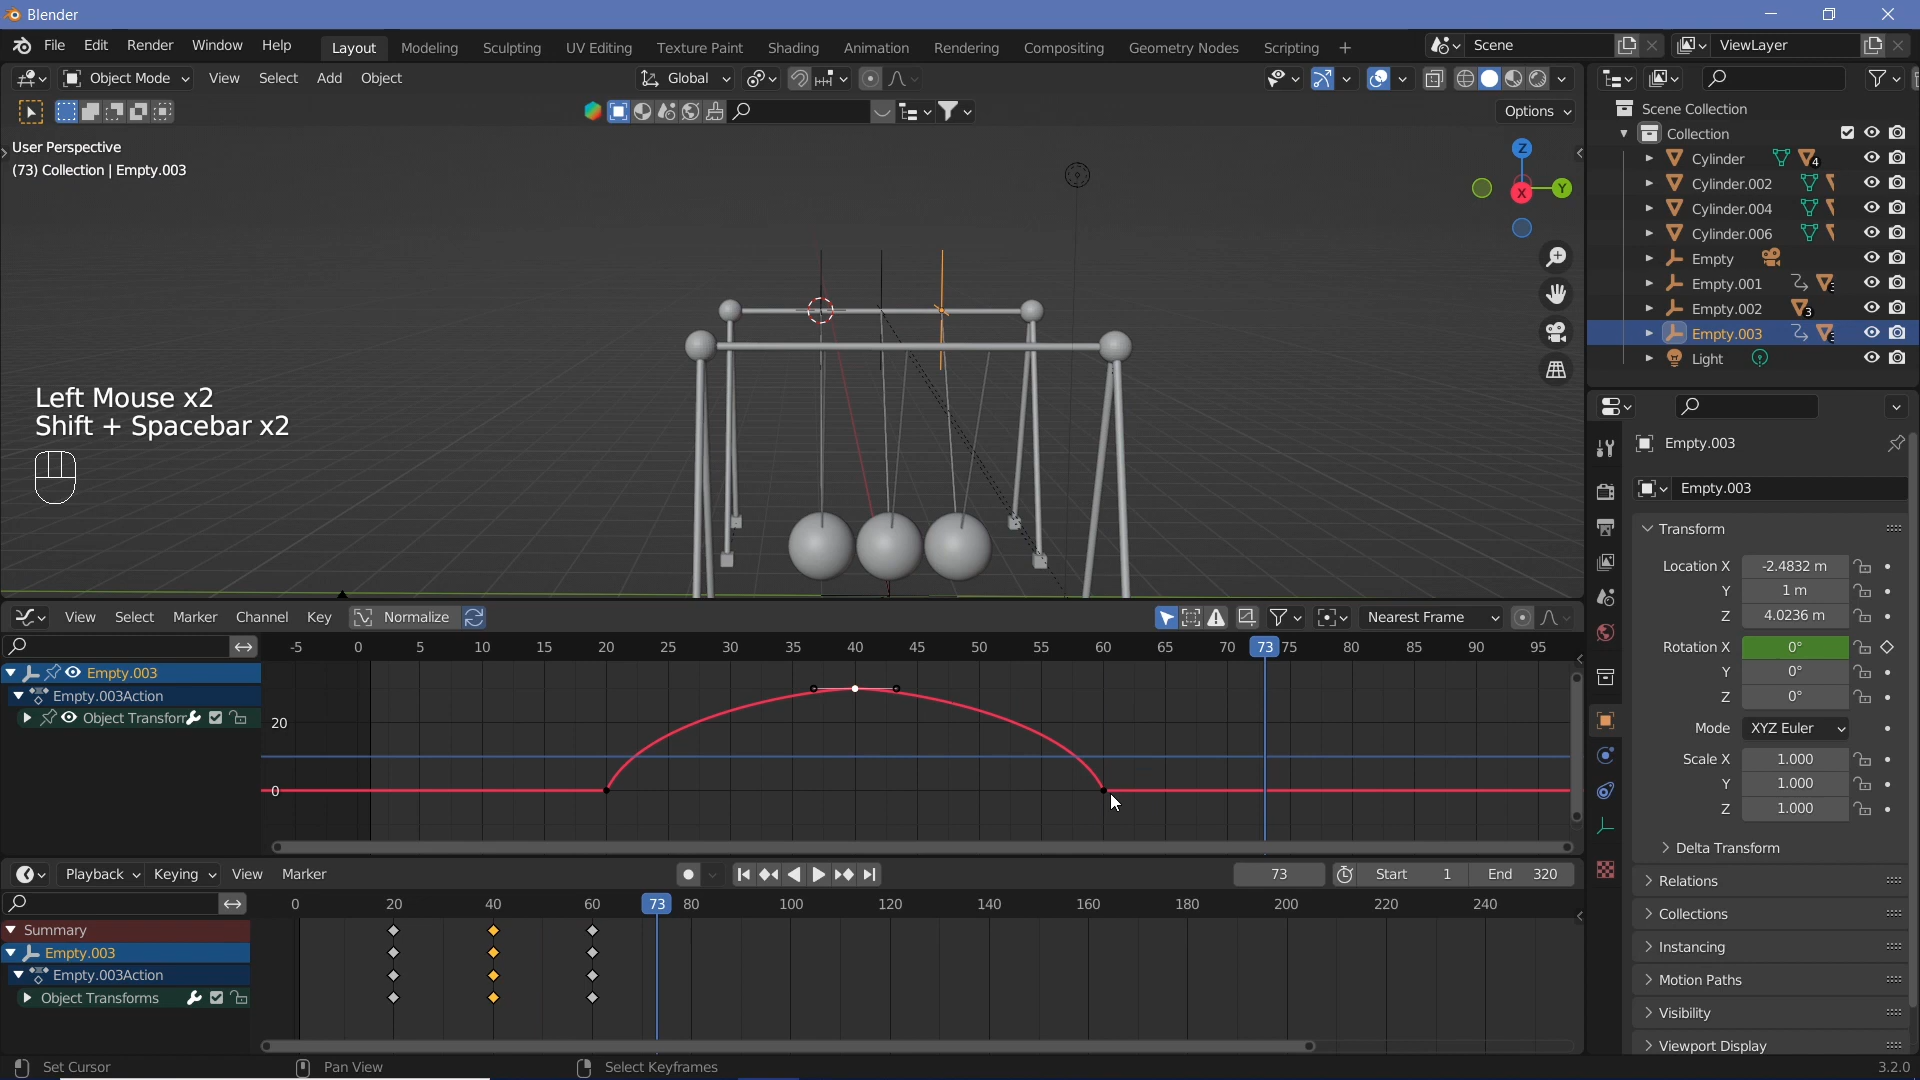 Blender
File Edit Render Window Help Layout Modeling Sculpting UV Editing Texture Paint Shading Animation Rendering Compositing Geometry Nodes Scripting + Scene ViewLayer
Object Mode View Select Add Object Global
Options
User Perspective
(73) Collection | Empty.003
Z
Y
X
Left Mouse x2
Shift + Spacebar x2
Scene Collection
Collection
Cylinder 4
Cylinder.002
Cylinder.004
Cylinder.006
Empty
Empty.001
Empty.002 3
Empty.003
Light
Empty.003
Empty.003
Transform
Location X -2.4832 m
Y 1 m
Z 4.0236 m
Rotation X 0°
Y 0°
Z 0°
Mode XYZ Euler
Scale X 1.000
Y 1.000
Z 1.000
Delta Transform
Relations
Collections
Instancing
Motion Paths
Visibility
Viewport Display
View Select Marker Channel Key Normalize Nearest Frame
-5 0 5 10 15 20 25 30 35 40 45 50 55 60 65 70 73 75 80 85 90 95
Empty.003
Empty.003Action
Object Transform
20
0
Playback Keying View Marker 73 Start 1 End 320
0 20 40 60 73 80 100 120 140 160 180 200 220 240
Summary
Empty.003
Empty.003Action
Object Transforms
Set Cursor Pan View Select Keyframes 3.2.0